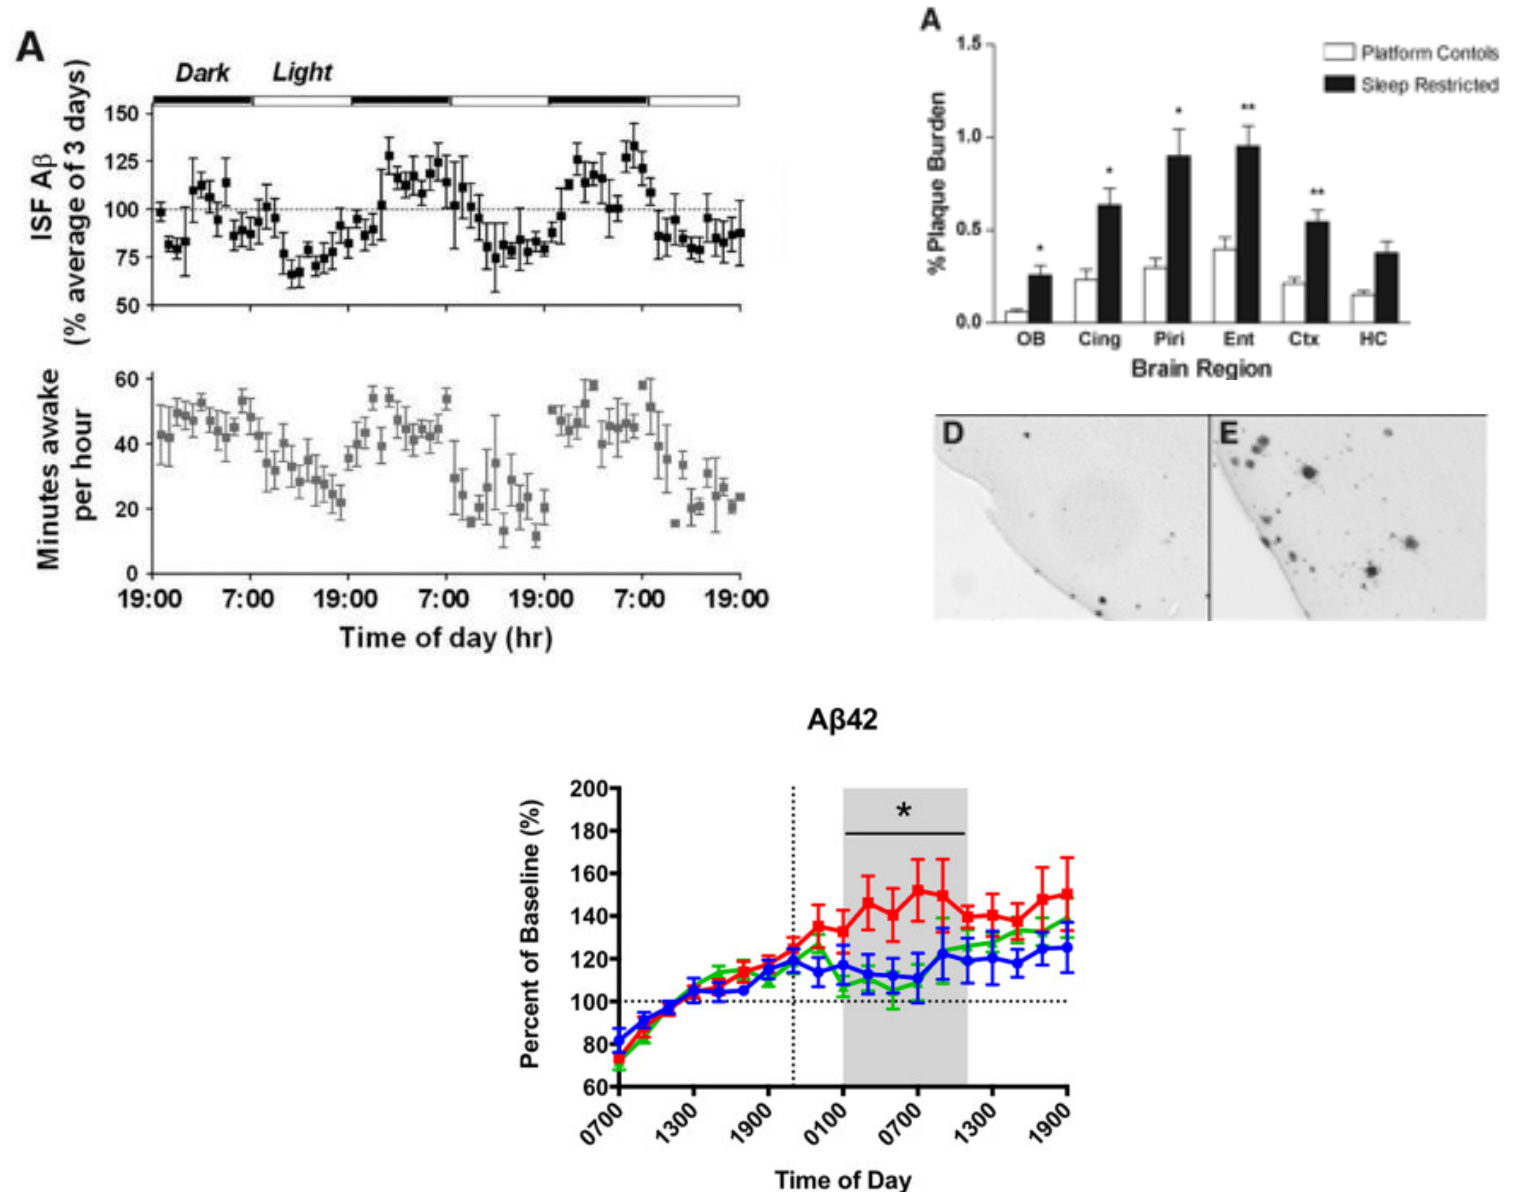 A
Dark Light
ISF Aβ
(% average of 3 days)
150
125
100
75
50
Minutes awake
per hour
60
40
20
0
19:00 7:00 19:00 7:00 19:00 7:00 19:00
Time of day (hr)
A
Platform Contols
Sleep Restricted
% Plaque Burden
1.5
1.0
0.5
0.0
* * * ** **
OB Cing Piri Ent Ctx HC
Brain Region
D E
Aβ42
Percent of Baseline (%)
200
180
160
140
120
100
80
60
*
0700 1300 1900 0100 0700 1300 1900
Time of Day